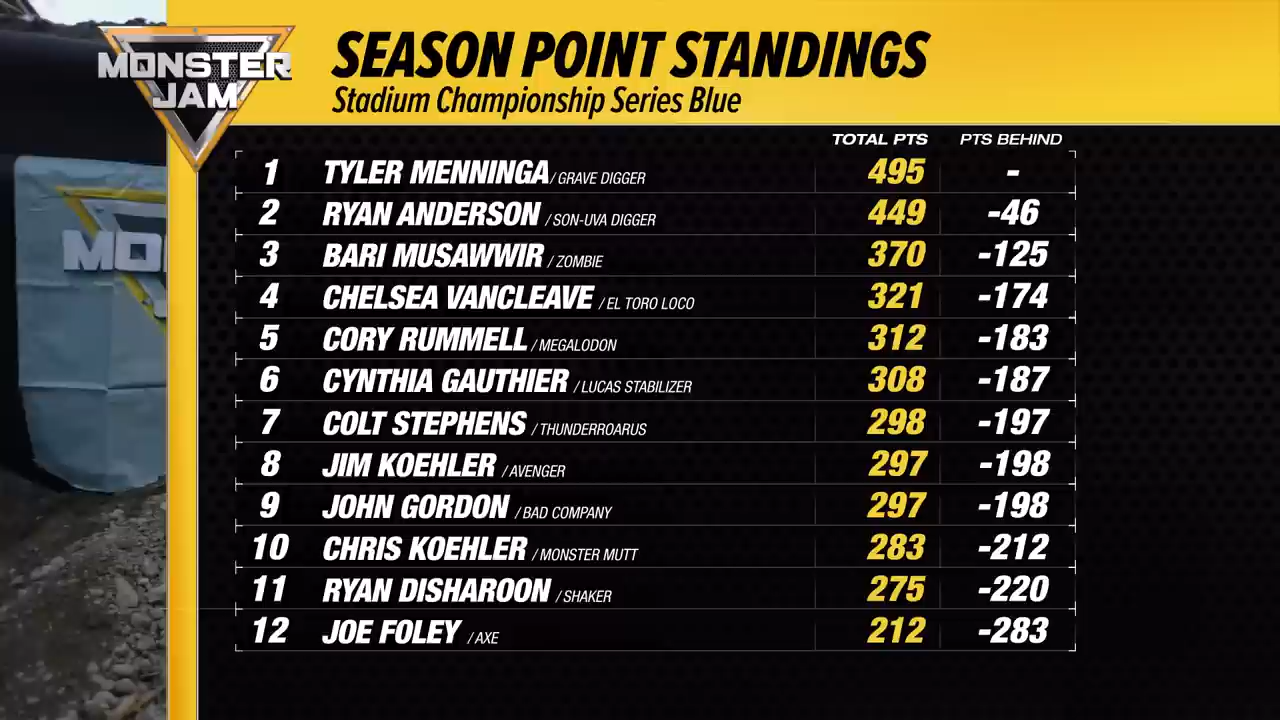 MONSTER JAM
SEASON POINT STANDINGS
Stadium Championship Series Blue
TOTAL PTS PTS BEHIND
1 TYLER MENNINGA / GRAVE DIGGER 495 -
2 RYAN ANDERSON / SON-UVA DIGGER 449 -46
3 BARI MUSAWWIR / ZOMBIE 370 -125
4 CHELSEA VANCLEAVE / EL TORO LOCO 321 -174
5 CORY RUMMELL / MEGALODON 312 -183
6 CYNTHIA GAUTHIER / LUCAS STABILIZER 308 -187
7 COLT STEPHENS / THUNDERROARUS 298 -197
8 JIM KOEHLER / AVENGER 297 -198
9 JOHN GORDON / BAD COMPANY 297 -198
10 CHRIS KOEHLER / MONSTER MUTT 283 -212
11 RYAN DISHAROON / SHAKER 275 -220
12 JOE FOLEY / AXE 212 -283